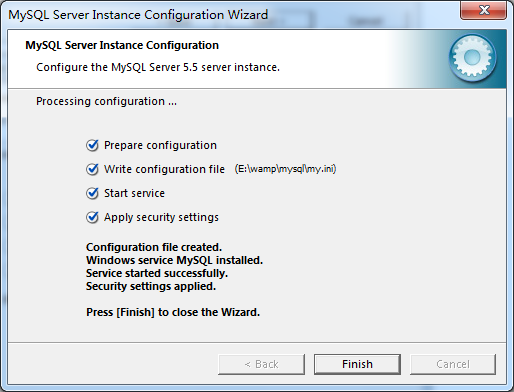 MySQL Server Instance Configuration Wizard
Cancel
MySQL Server Instance Configuration
Configure the MySQL Server 5.5 server instance.
Processing configuration ...
Prepare configuration
Write configuration file (E:\wamp\mysql\my.ini)
Start service
Apply security settings
Configuration file created.
Windows service MySQL installed.
Service started successfully.
Security settings applied.
Press [Finish] to close the Wizard.
< Back Finish Cancel